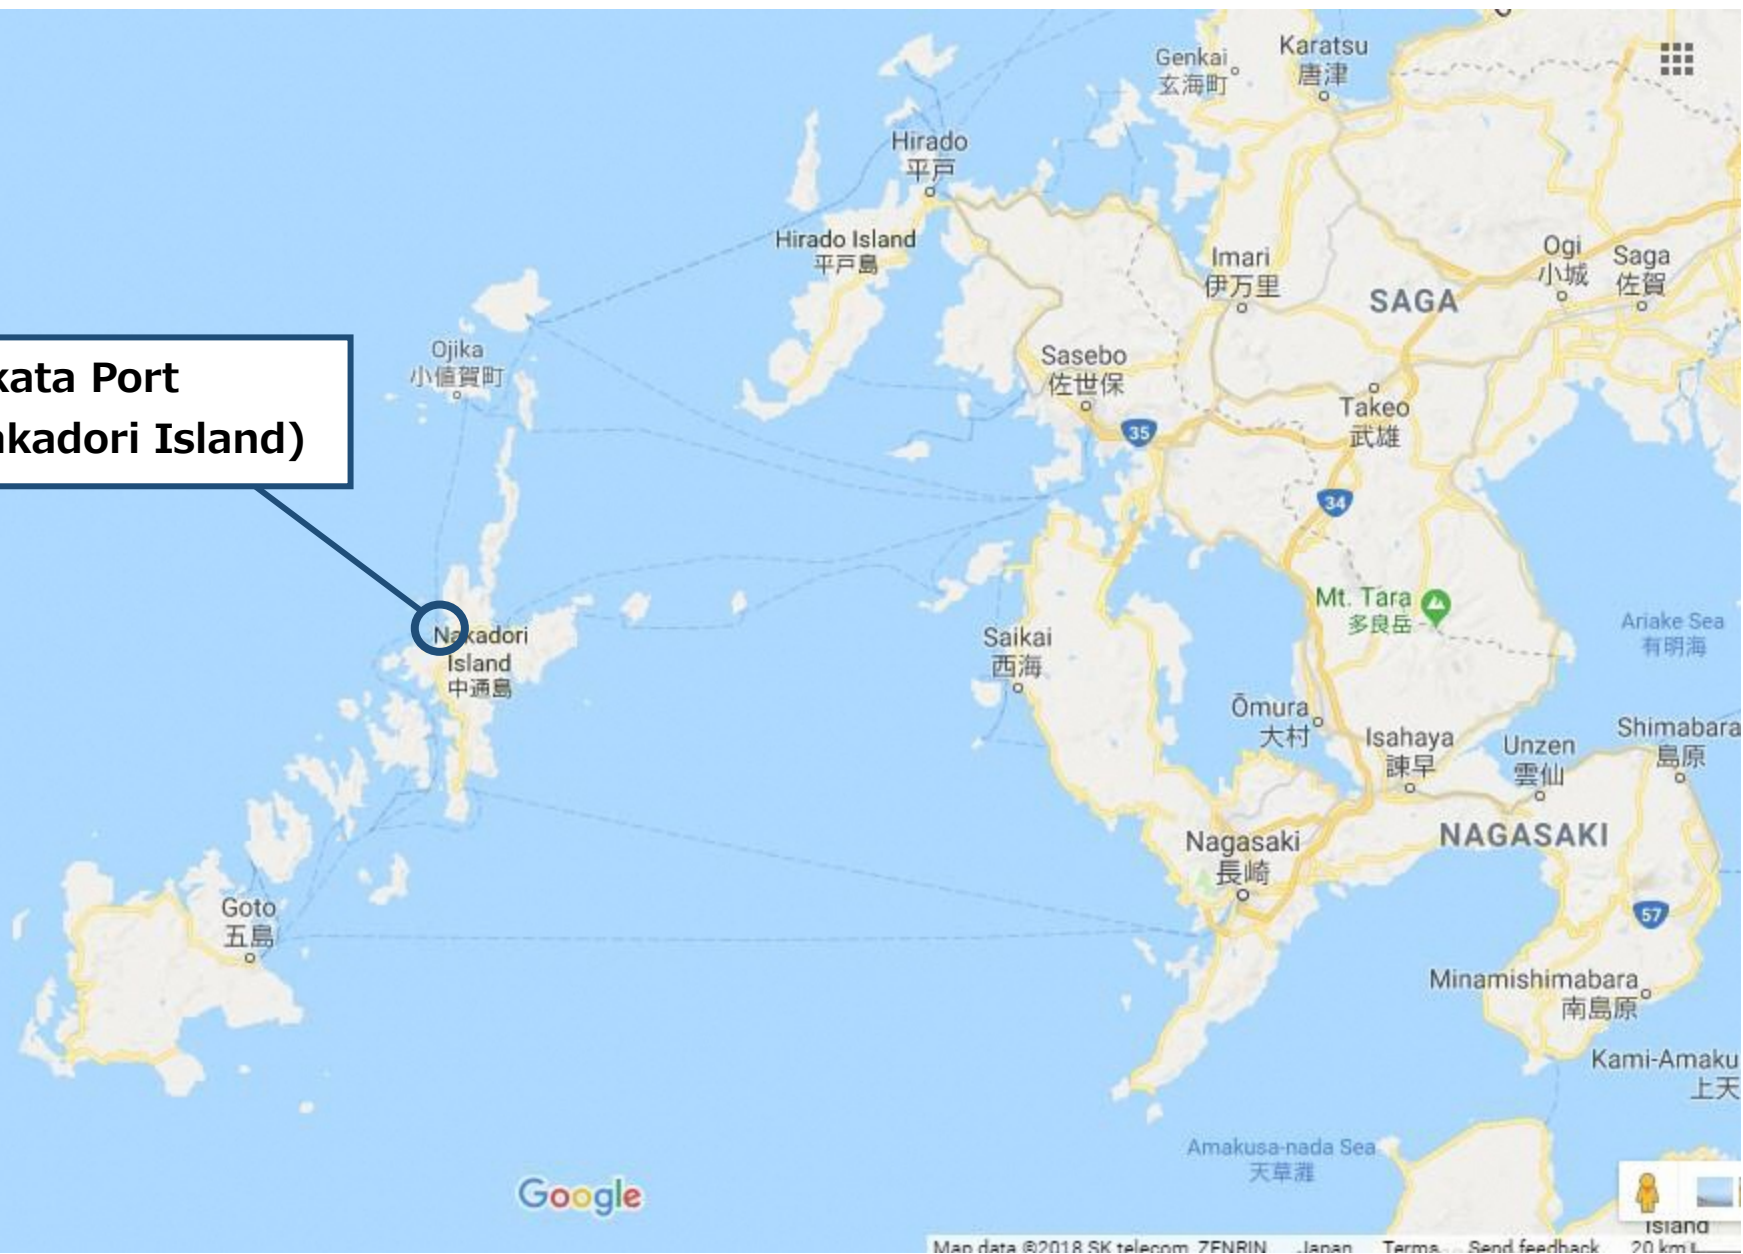 Genkai
玄海町
Karatsu
唐津
Hirado
平戸
Hirado Island
平戸島
Imari
伊万里
Ogi
小城
Saga
佐賀
SAGA
Ojika
小値賀町
Sasebo
佐世保
kata Port
akadori Island)
Takeo
武雄
35
34
Mt. Tara
多良岳
Ariake Sea
有明海
Nakadori
Island
中通島
Saikai
西海
Ōmura
大村
Isahaya
諫早
Unzen
雲仙
Shimabara
島原
Nagasaki
長崎
NAGASAKI
Goto
五島
57
Minamishimabara
南島原
Kami-Amaku
上天
Amakusa-nada Sea
天草灘
Google
Island
Map data ©2018 SK telecom, ZENRIN Japan Terms Send feedback 20 km